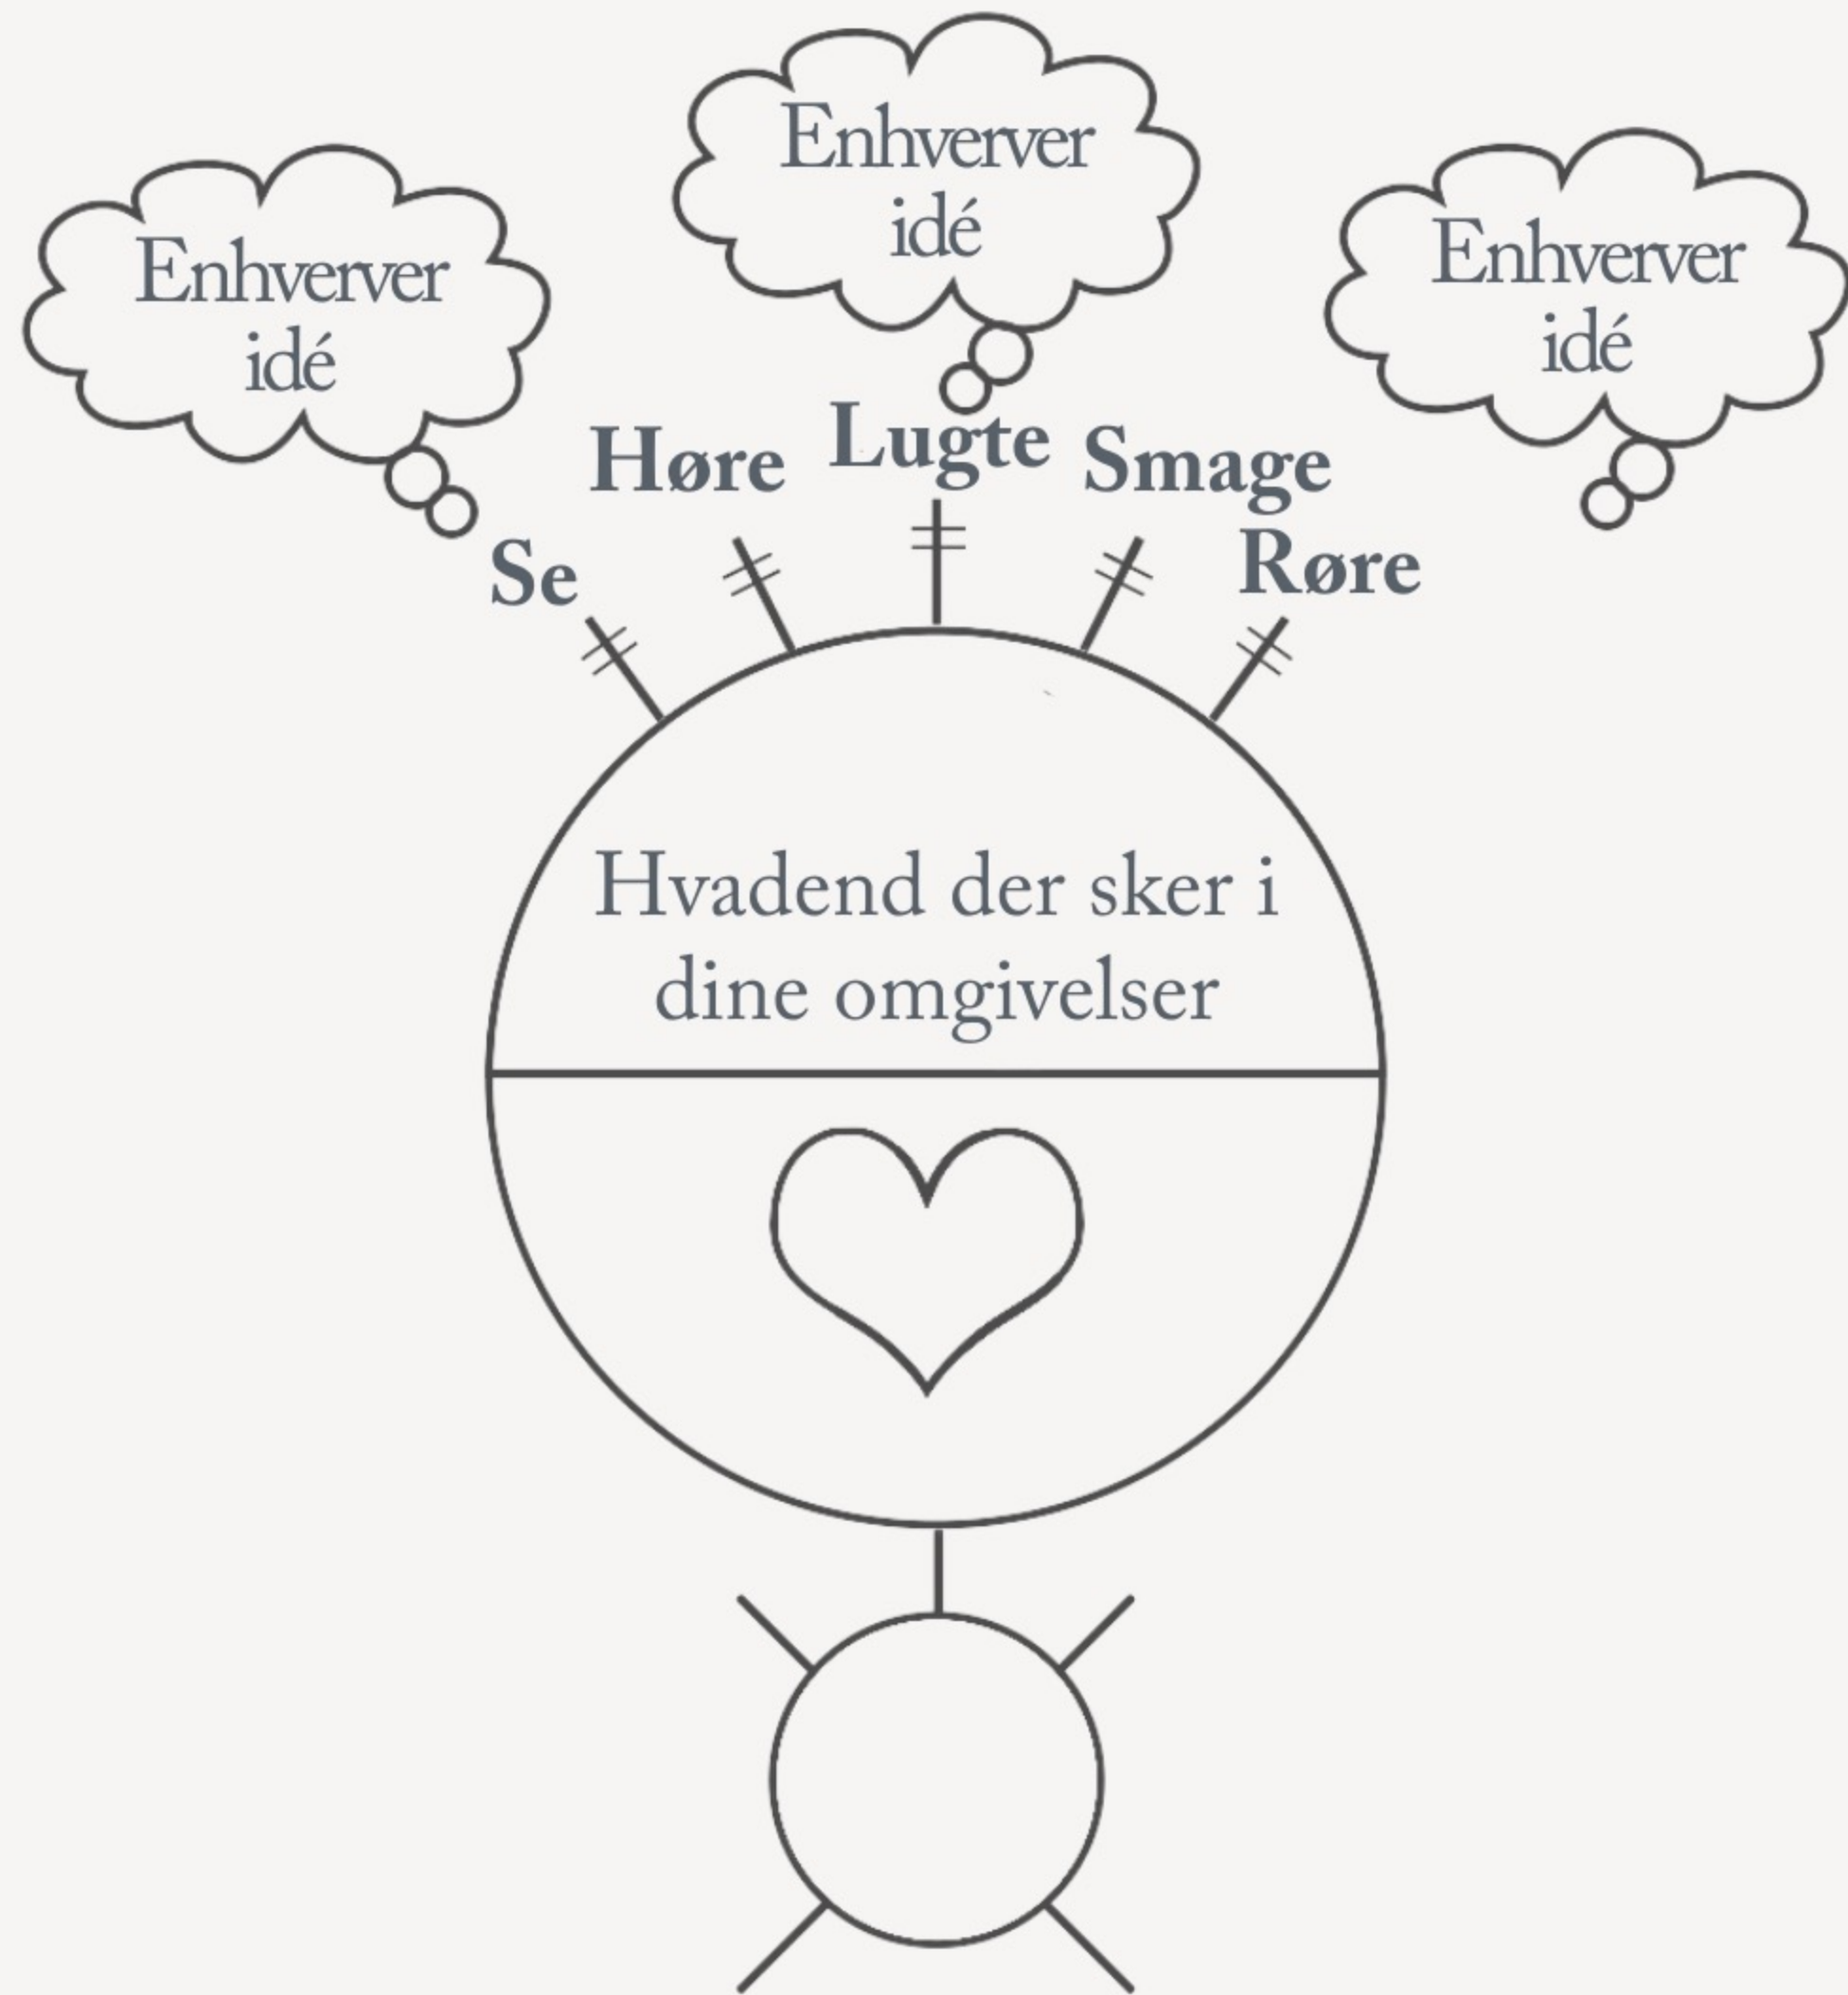 Enhverver
idé
Enhverver
idé
Enhverver
idé
Se
Høre
Lugte
Smage
Røre
Hvadend der sker i
dine omgivelser